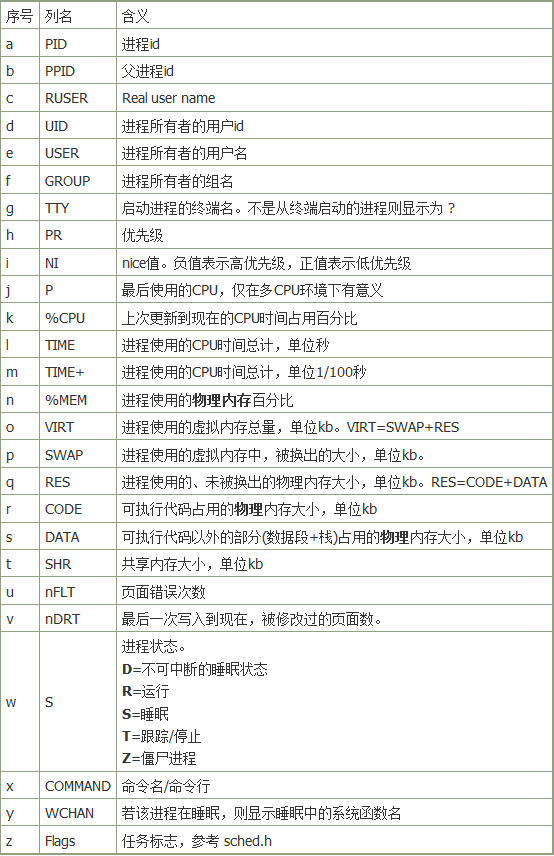 序号 列名 含义
a PID 进程id
b PPID 父进程id
c RUSER Real user name
d UID 进程所有者的用户id
e USER 进程所有者的用户名
f GROUP 进程所有者的组名
g TTY 启动进程的终端名。不是从终端启动的进程则显示为 ?
h PR 优先级
i NI nice值。负值表示高优先级，正值表示低优先级
j P 最后使用的CPU，仅在多CPU环境下有意义
k %CPU 上次更新到现在的CPU时间占用百分比
l TIME 进程使用的CPU时间总计，单位秒
m TIME+ 进程使用的CPU时间总计，单位1/100秒
n %MEM 进程使用的物理内存百分比
o VIRT 进程使用的虚拟内存总量，单位kb。VIRT=SWAP+RES
p SWAP 进程使用的虚拟内存中，被换出的大小，单位kb。
q RES 进程使用的、未被换出的物理内存大小，单位kb。RES=CODE+DATA
r CODE 可执行代码占用的物理内存大小，单位kb
s DATA 可执行代码以外的部分(数据段+栈)占用的物理内存大小，单位kb
t SHR 共享内存大小，单位kb
u nFLT 页面错误次数
v nDRT 最后一次写入到现在，被修改过的页面数。
w S 进程状态。
D=不可中断的睡眠状态
R=运行
S=睡眠
T=跟踪/停止
Z=僵尸进程
x COMMAND 命令名/命令行
y WCHAN 若该进程在睡眠，则显示睡眠中的系统函数名
z Flags 任务标志，参考 sched.h